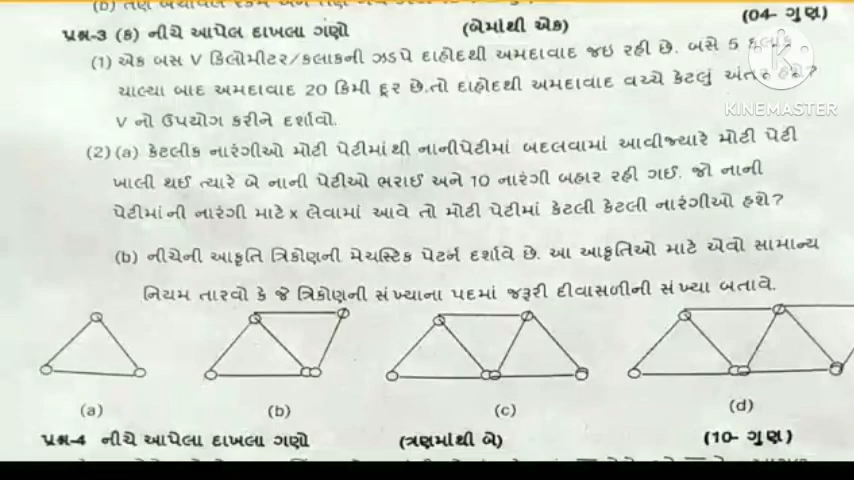 પ્રશ્ન-3 (ક) નીચે આપેલ દાખલા ગણો (બેમાંથી એક) (04- ગુણ)
(1) એક બસ V કિલોમીટર/કલાકની ઝડપે દાહોદથી અમદાવાદ જઇ રહી છે. બસે 5 કલાક
ચાલ્યા બાદ અમદાવાદ 20 કિમી દૂર છે.તો દાહોદથી અમદાવાદ વચ્ચે કેટલું અંતર હશે?
V નો ઉપયોગ કરીને દર્શાવો.
KINEMASTER
(2) (a) કેટલીક નારંગીઓ મોટી પેટીમાંથી નાનીપેટીમાં બદલવામાં આવીજ્યારે મોટી પેટી
ખાલી થઈ ત્યારે બે નાની પેટીઓ ભરાઈ અને 10 નારંગી બહાર રહી ગઈ. જો નાની
પેટીમાંની નારંગી માટે x લેવામાં આવે તો મોટી પેટીમાં કેટલી કેટલી નારંગીઓ હશે?
(b) નીચેની આકૃતિ ત્રિકોણની મેચસ્ટિક પેટર્ન દર્શાવે છે. આ આકૃતિઓ માટે એવો સામાન્ય
નિયમ તારવો કે જે ત્રિકોણની સંખ્યાના પદમાં જરૂરી દીવાસળીની સંખ્યા બતાવે.
(a) (b) (c) (d)
પ્રશ્ન-4 નીચે આપેલા દાખલા ગણો (ત્રણમાંથી બે) (10- ગુણ)